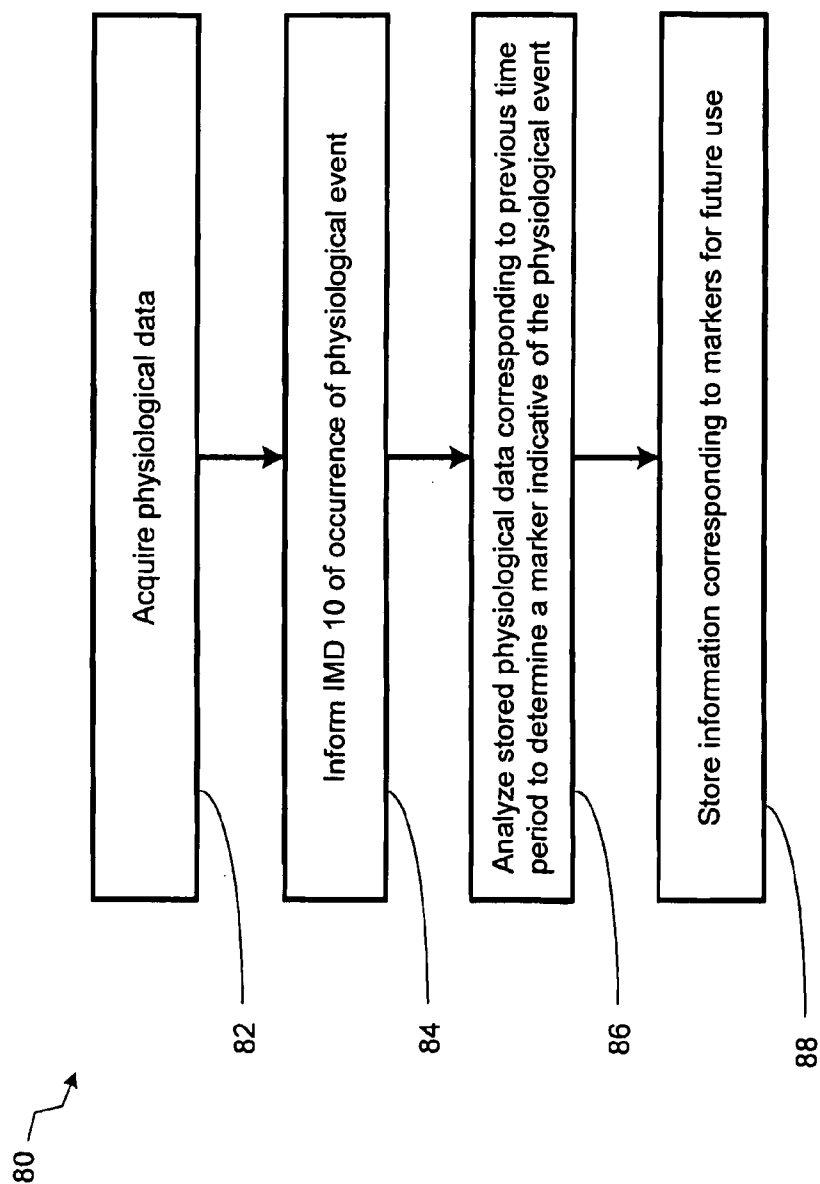 80
Acquire physiological data
82
Inform IMD 10 of occurrence of physiological event
84
Analyze stored physiological data corresponding to previous time
period to determine a marker indicative of the physiological event
86
Store information corresponding to markers for future use
88